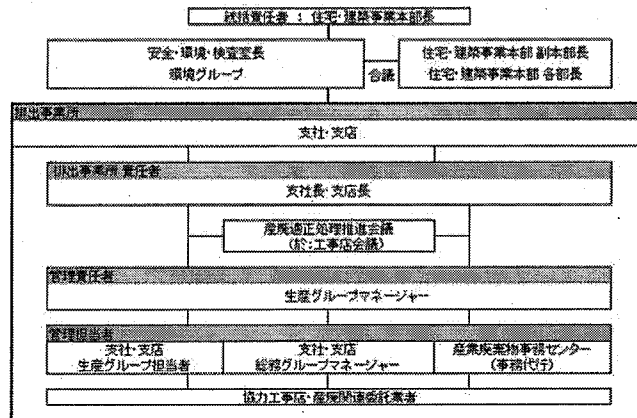 統括責任者 : 住宅・建築事業本部長
安全・環境・検査室長
環境グループ
合議
住宅・建築事業本部 副本部長
住宅・建築事業本部 各部長
排出事業所
支社・支店
排出事業所 責任者
支社長・支店長
産廃適正処理推進会議
(於:工事店会議)
管理責任者
生産グループマネージャー
管理担当者
支社・支店
生産グループ担当者
支社・支店
総務グループマネージャー
産業廃棄物事務センター
(事務代行)
協力工事店・産廃関連委託業者